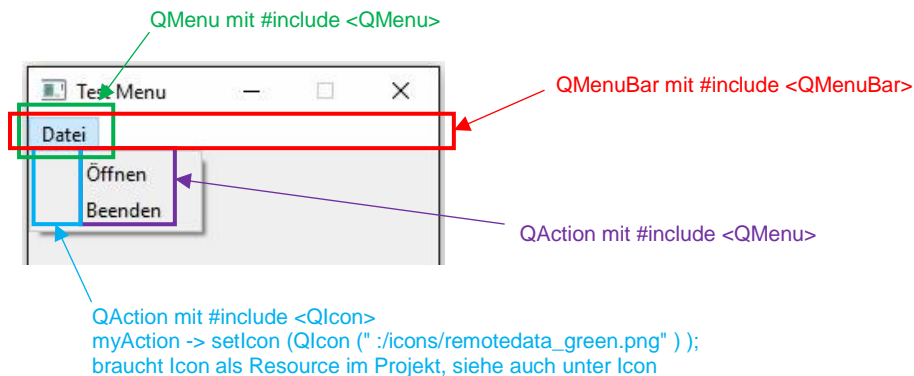 QMenu mit #include <QMenu>
Test Menu
QMenuBar mit #include <QMenuBar>
Datei
Öffnen
Beenden
QAction mit #include <QMenu>
QAction mit #include <QIcon>
myAction -> setIcon (QIcon (" :/icons/remotedata_green.png" ) );
braucht Icon als Resource im Projekt, siehe auch unter Icon